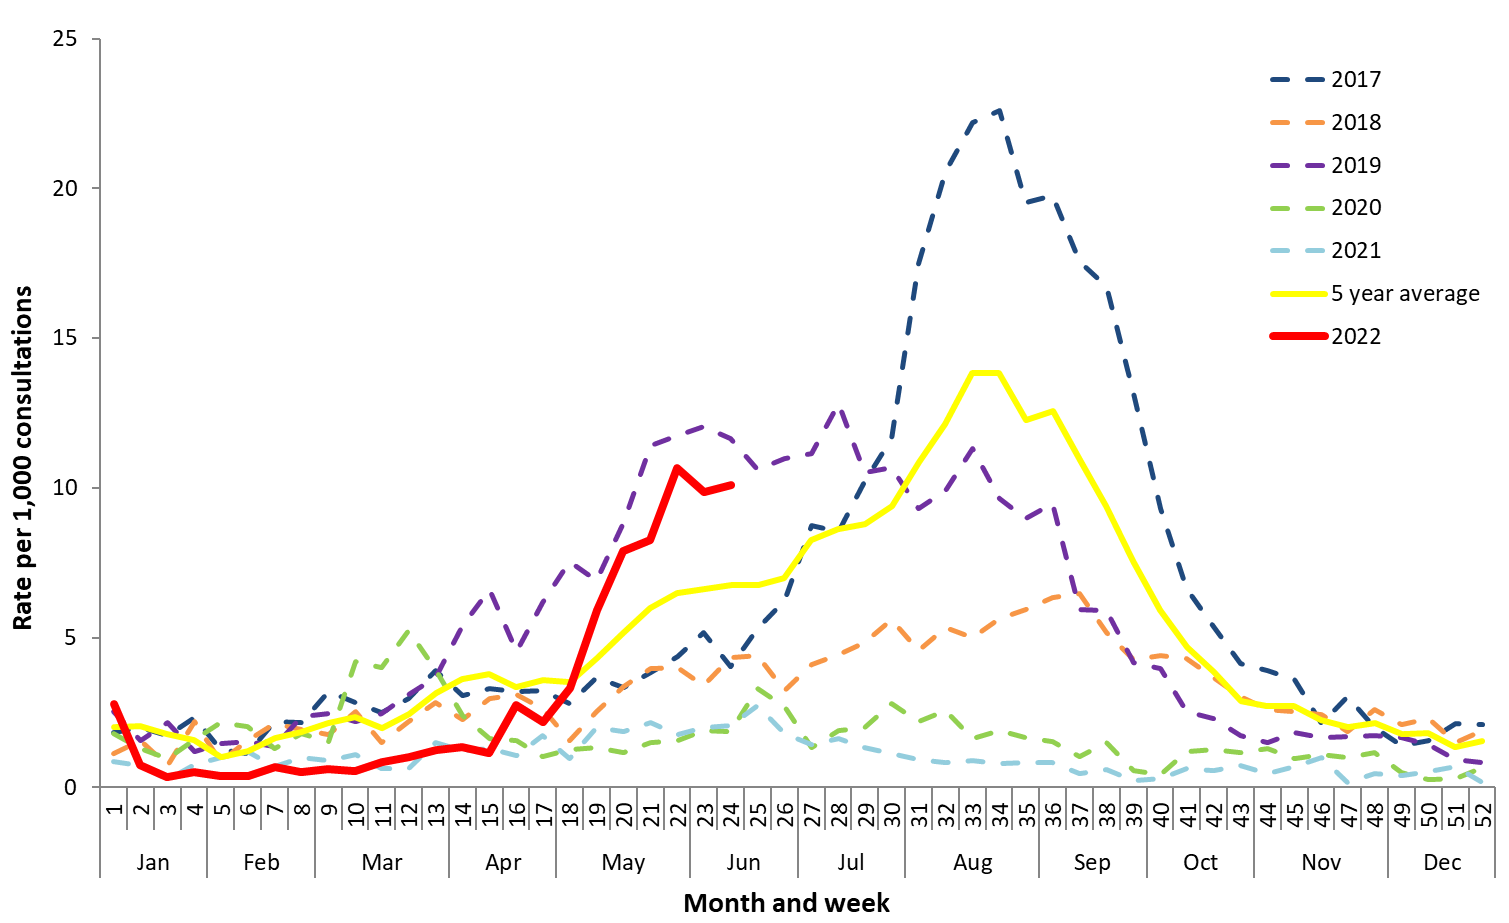 25
20
15
10
5
0
Rate per 1,000 consultations
2017
2018
2019
2020
2021
5 year average
2022
1 2 3 4 5 6 7 8 9 10 11 12 13 14 15 16 17 18 19 20 21 22 23 24 25 26 27 28 29 30 31 32 33 34 35 36 37 38 39 40 41 42 43 44 45 46 47 48 49 50 51 52
Jan Feb Mar Apr May Jun Jul Aug Sep Oct Nov Dec
Month and week